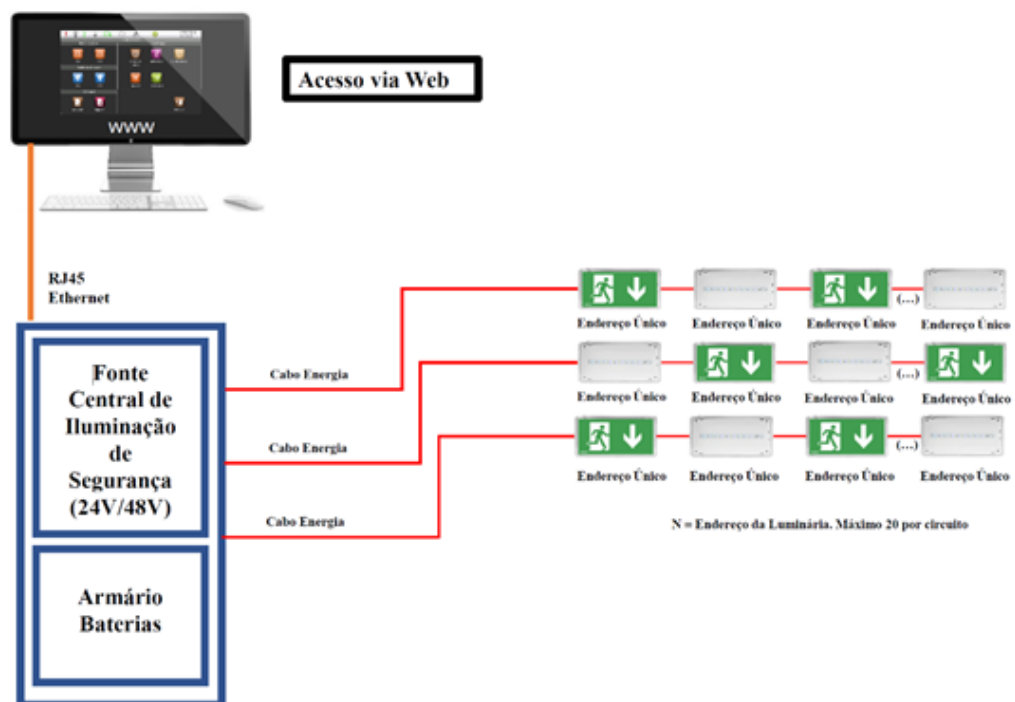 WWW
Acesso via Web
RJ45
Ethernet
Fonte
Central de
Iluminação
de
Segurança
(24V/48V)
Armário
Baterias
Cabo Energia
Cabo Energia
Cabo Energia
(...)
Endereço Único Endereço Único Endereço Único Endereço Único
(...)
Endereço Único Endereço Único Endereço Único Endereço Único
(...)
Endereço Único Endereço Único Endereço Único Endereço Único
N = Endereço da Luminária. Máximo 20 por circuito